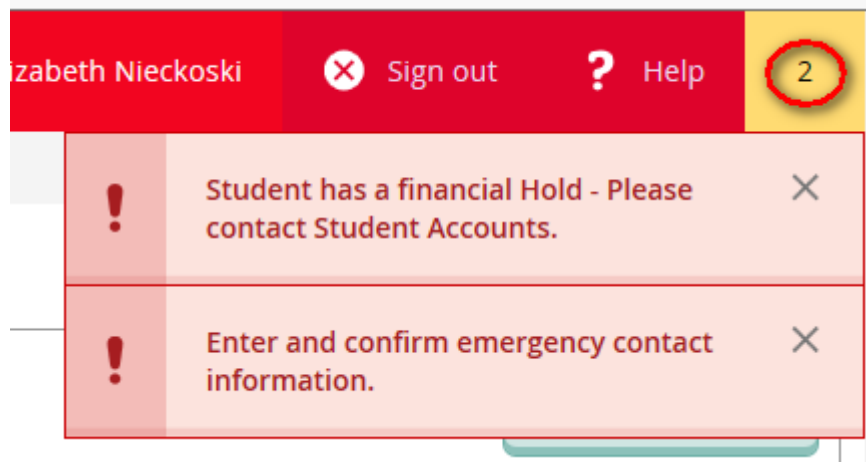 izabeth Nieckoski Sign out ? Help 2
Student has a financial Hold - Please
contact Student Accounts.
Enter and confirm emergency contact
information.